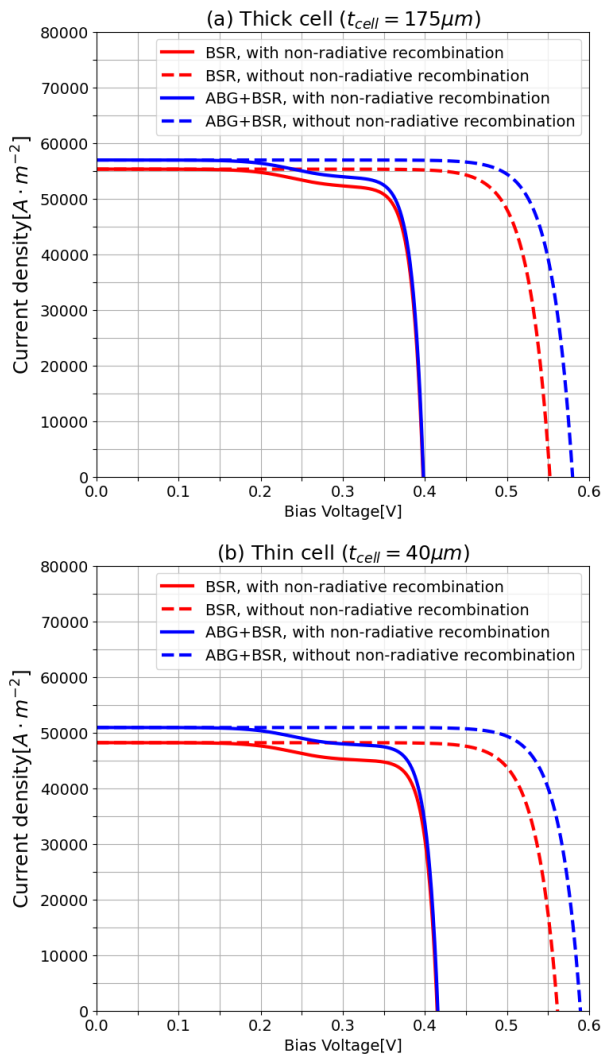 (a) Thick cell (t_cell = 175μm)
80000
70000
60000
50000
40000
30000
20000
10000
0
Current density[A · m⁻²]
BSR, with non-radiative recombination
BSR, without non-radiative recombination
ABG+BSR, with non-radiative recombination
ABG+BSR, without non-radiative recombination
0.0 0.1 0.2 0.3 0.4 0.5 0.6
Bias Voltage[V]
(b) Thin cell (t_cell = 40μm)
80000
70000
60000
50000
40000
30000
20000
10000
0
Current density[A · m⁻²]
BSR, with non-radiative recombination
BSR, without non-radiative recombination
ABG+BSR, with non-radiative recombination
ABG+BSR, without non-radiative recombination
0.0 0.1 0.2 0.3 0.4 0.5 0.6
Bias Voltage[V]